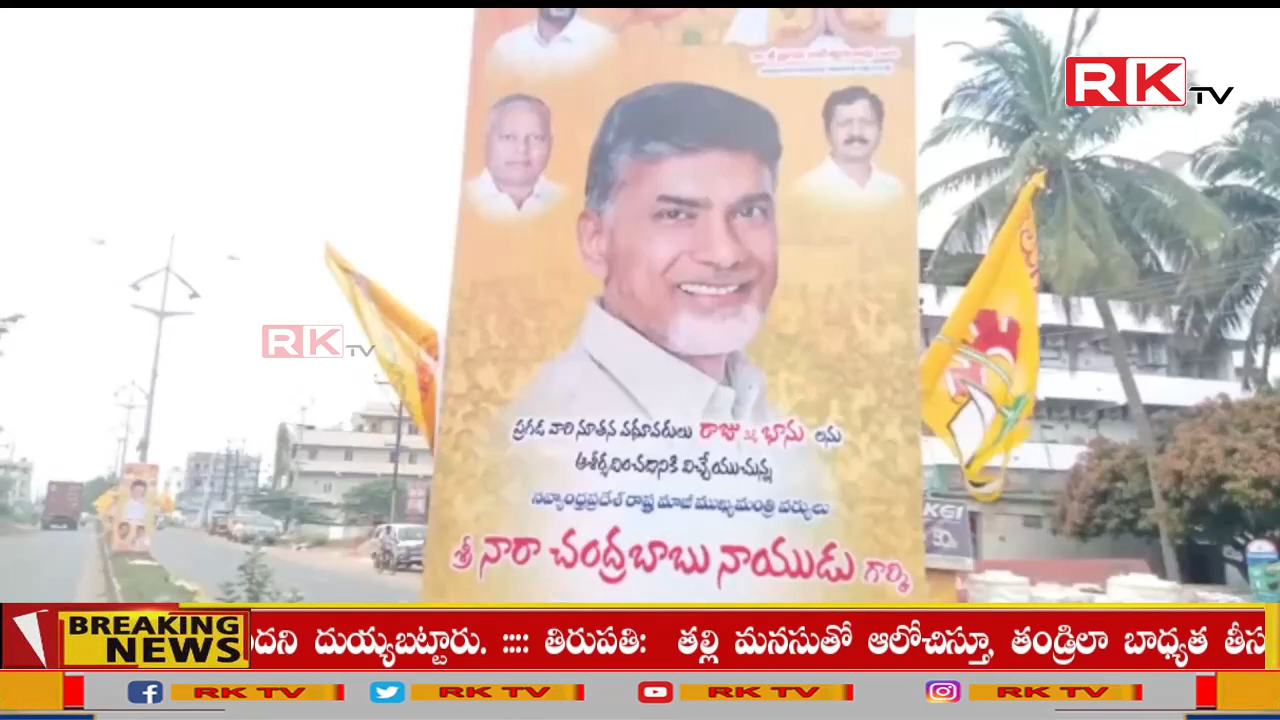 RK TV
RK TV
ప్రగడ వారి నూతన వధూవరులు రాజు భాను లను
ఆశీర్వదించడానికి విచ్చేయుచున్న
నవ్యాంధ్రప్రదేశ్ రాష్ట్ర మాజీ ముఖ్యమంత్రి వర్యులు
శ్రీ నారా చంద్రబాబు నాయుడు గార్కి
KEI
BREAKING NEWS
దని దుయ్యబట్టారు. :::: తిరుపతి: తల్లి మనసుతో ఆలోచిస్తూ, తండ్రిలా బాధ్యత తీస
RK TV RK TV RK TV RK TV